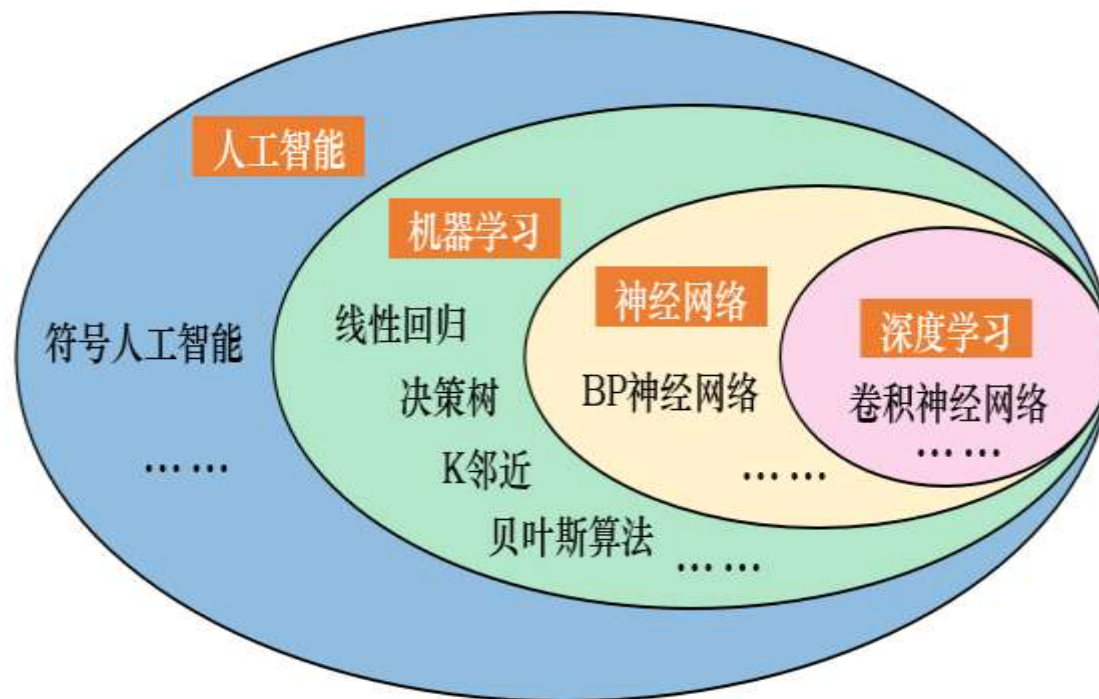 人工智能
机器学习
神经网络
深度学习
符号人工智能
……
线性回归
决策树
K邻近
贝叶斯算法
……
BP神经网络
……
卷积神经网络
……